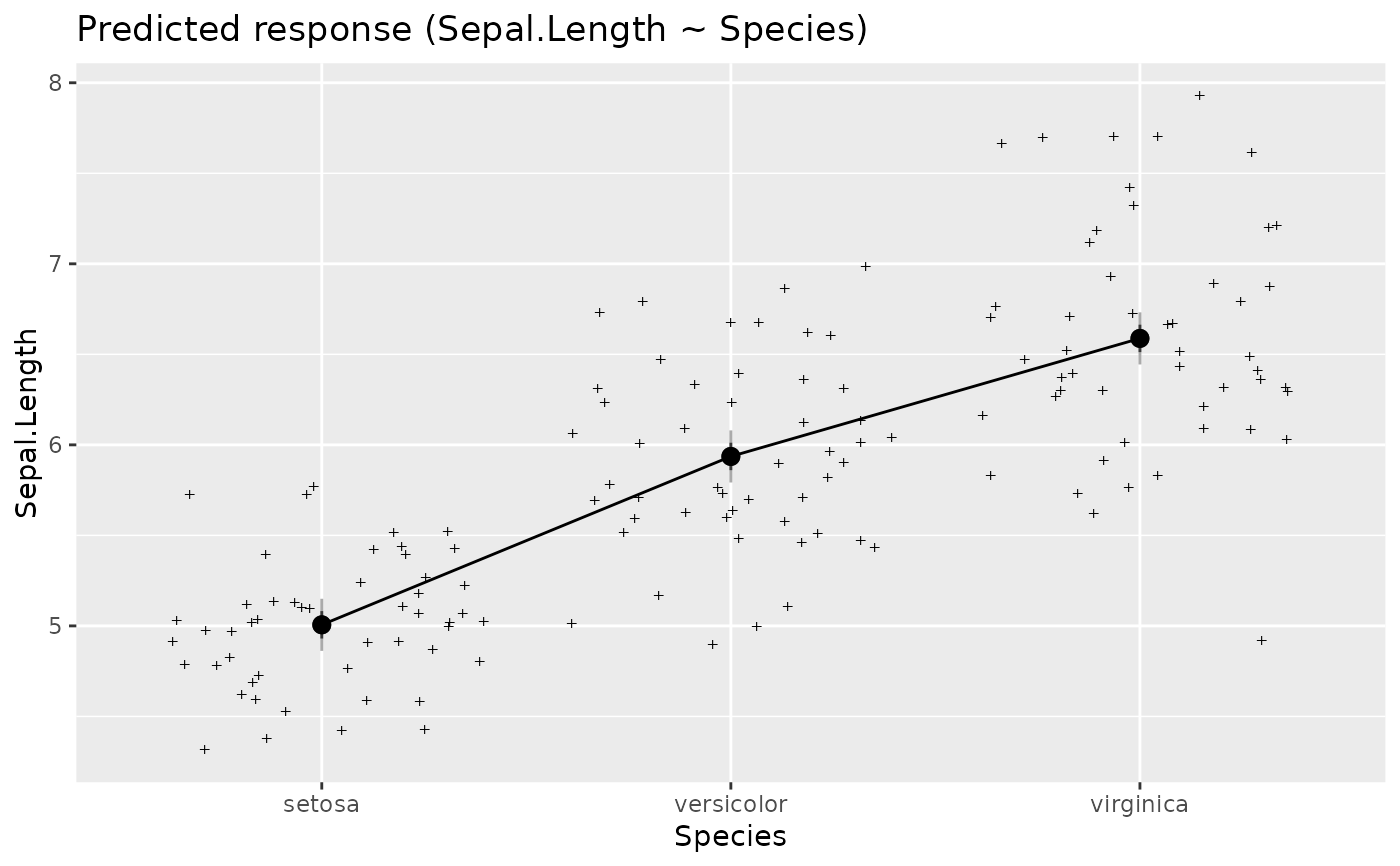 Predicted response (Sepal.Length ~ Species)
Sepal.Length
8
7
6
5
setosa versicolor virginica
Species